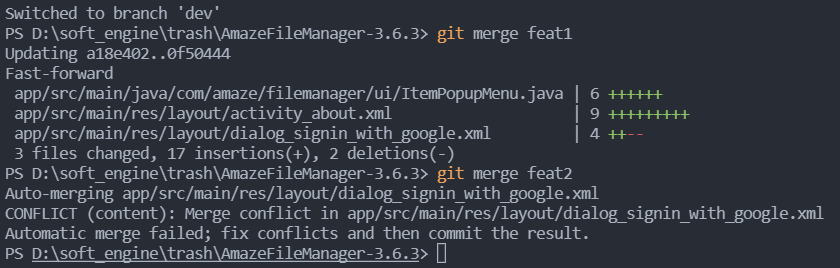 Switched to branch 'dev'
PS D:\soft_engine\trash\AmazeFileManager-3.6.3> git merge feat1
Updating a18e402..0f50444
Fast-forward
 app/src/main/java/com/amaze/filemanager/ui/ItemPopupMenu.java | 6 ++++++
 app/src/main/res/layout/activity_about.xml                    | 9 +++++++++
 app/src/main/res/layout/dialog_signin_with_google.xml         | 4 ++--
 3 files changed, 17 insertions(+), 2 deletions(-)
PS D:\soft_engine\trash\AmazeFileManager-3.6.3> git merge feat2
Auto-merging app/src/main/res/layout/dialog_signin_with_google.xml
CONFLICT (content): Merge conflict in app/src/main/res/layout/dialog_signin_with_google.xml
Automatic merge failed; fix conflicts and then commit the result.
PS D:\soft_engine\trash\AmazeFileManager-3.6.3>